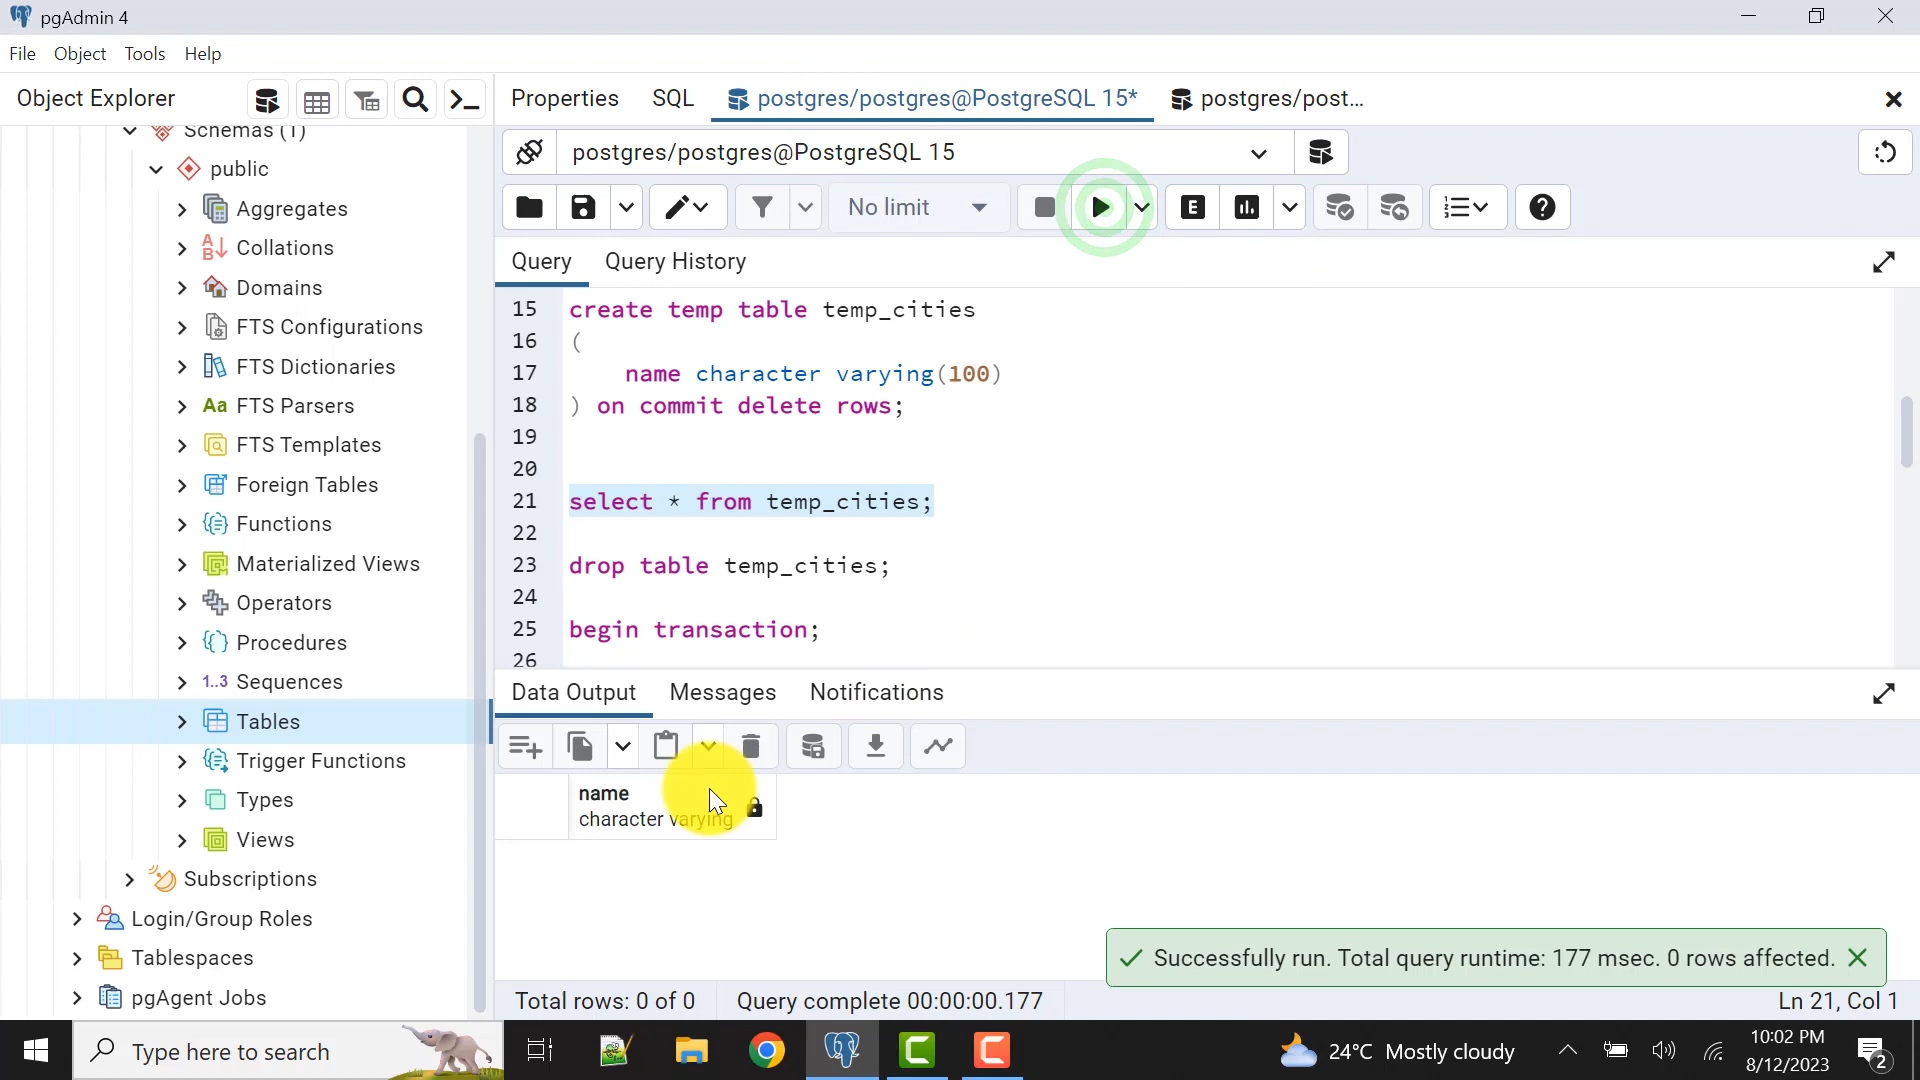 pgAdmin 4
File Object Tools Help
Object Explorer
Properties SQL postgres/postgres@PostgreSQL 15* postgres/post...
postgres/postgres@PostgreSQL 15
No limit
E
Query Query History
Schemas (1)
public
Aggregates
Collations
Domains
FTS Configurations
FTS Dictionaries
Aa FTS Parsers
FTS Templates
Foreign Tables
Functions
Materialized Views
Operators
Procedures
1..3 Sequences
Tables
Trigger Functions
Types
Views
Subscriptions
Login/Group Roles
Tablespaces
pgAgent Jobs
15 create temp table temp_cities
16 (
17 name character varying(100)
18 ) on commit delete rows;
19
20
21 select * from temp_cities;
22
23 drop table temp_cities;
24
25 begin transaction;
26
Data Output Messages Notifications
name
character varying
Successfully run. Total query runtime: 177 msec. 0 rows affected.
Total rows: 0 of 0 Query complete 00:00:00.177 Ln 21, Col 1
Type here to search
24°C Mostly cloudy
10:02 PM
8/12/2023
2